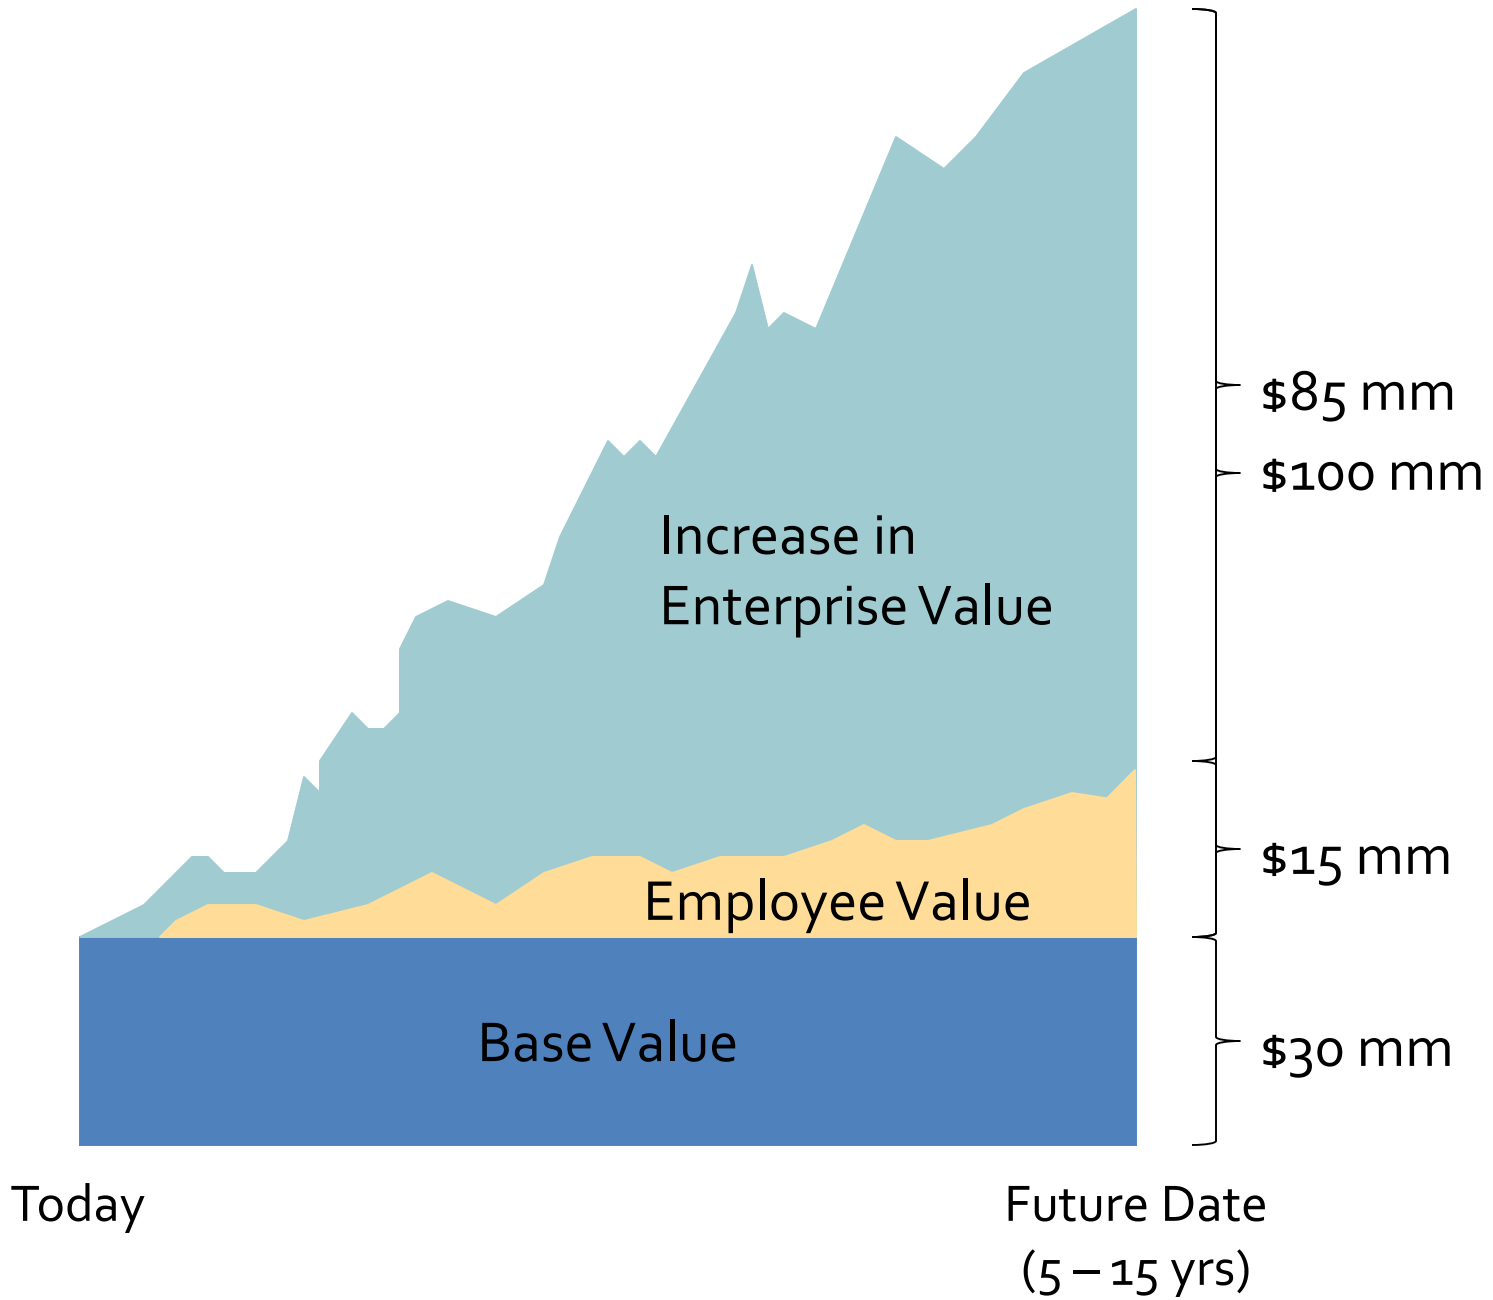 $85 mm
$100 mm
Increase in
Enterprise Value
$15 mm
Employee Value
Base Value
$30 mm
Today
Future Date
(5 – 15 yrs)